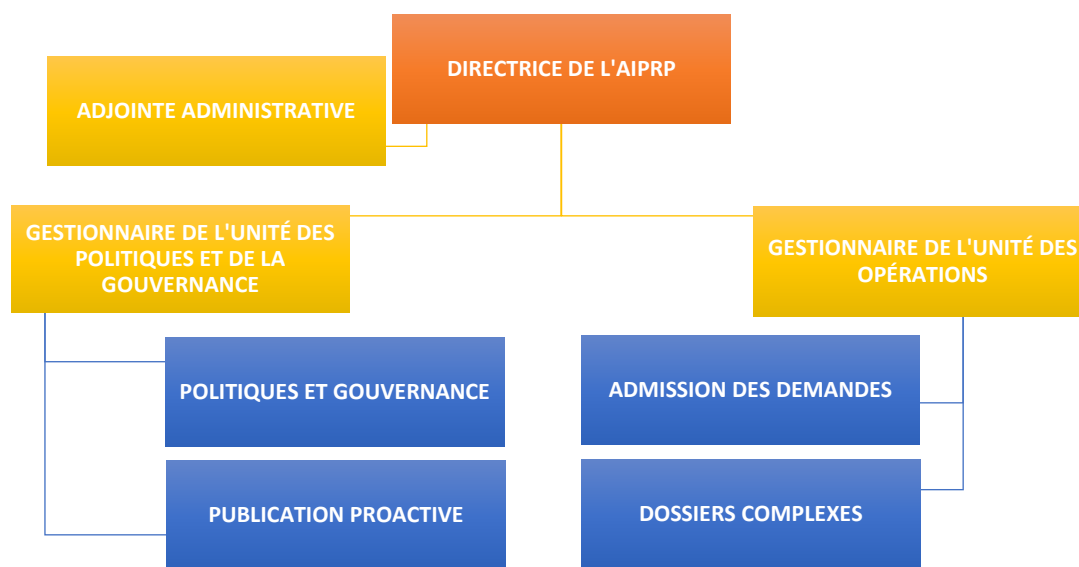 DIRECTRICE DE L'AIPRP
ADJOINTE ADMINISTRATIVE
GESTIONNAIRE DE L'UNITÉ DES
POLITIQUES ET DE LA
GOUVERNANCE
GESTIONNAIRE DE L'UNITÉ DES
OPÉRATIONS
POLITIQUES ET GOUVERNANCE
ADMISSION DES DEMANDES
PUBLICATION PROACTIVE
DOSSIERS COMPLEXES